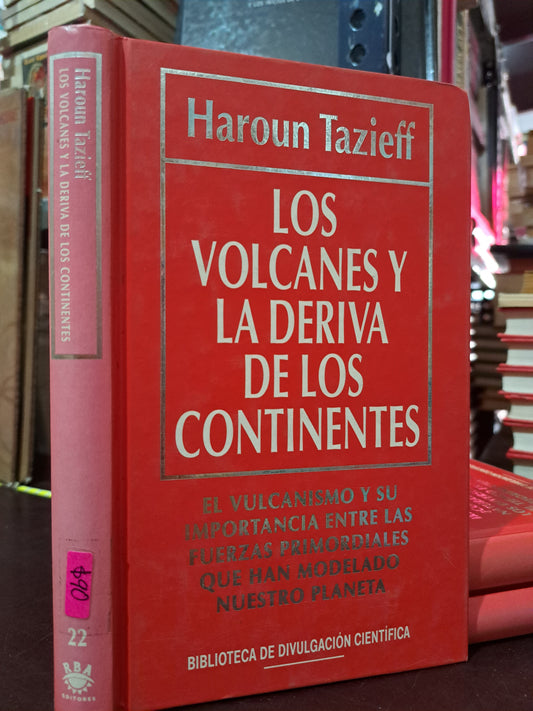 Haroun Tazieff
LOS
VOLCANES Y
LA DERIVA
DE LOS
CONTINENTES
EL VULCANISMO Y SU
IMPORTANCIA ENTRE LAS
FUERZAS PRIMORDIALES
QUE HAN MODELADO
NUESTRO PLANETA
BIBLIOTECA DE DIVULGACIÓN CIENTÍFICA
Haroun Tazieff
LOS VOLCANES Y LA DERIVA DE LOS CONTINENTES
$90
22
RBA
EDITORES